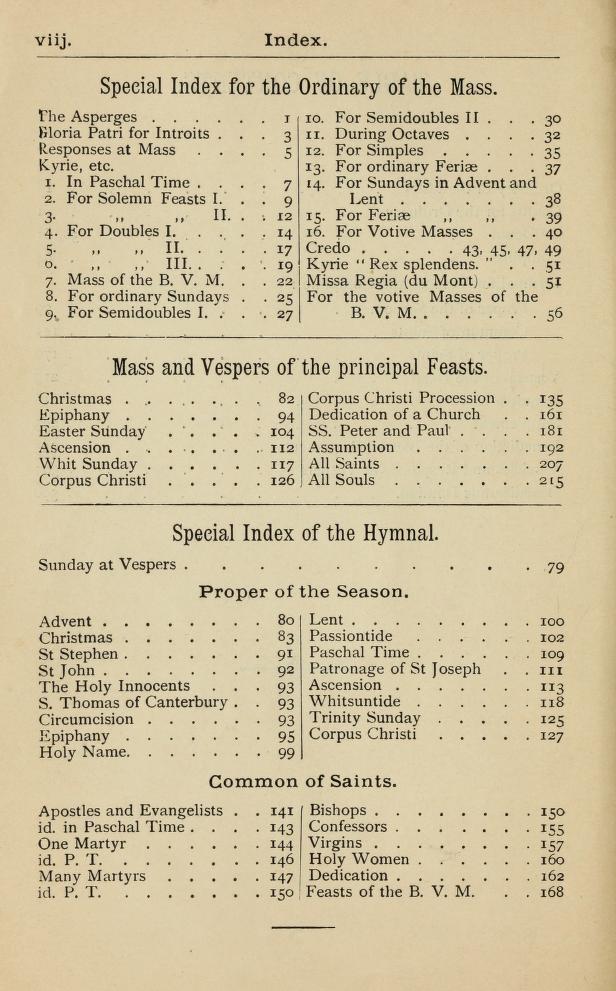 viij. Index.
Special Index for the Ordinary of the Mass.
The Asperges . . . . . . 1
Gloria Patri for Introits . . . 3
Responses at Mass . . . . 5
Kyrie, etc.
1. In Paschal Time . . . . 7
2. For Solemn Feasts I. . . . 9
3. ,, ,, II. . . 12
4. For Doubles I. . . . . 14
5. ,, ,, II. . . . . 17
6. ,, ,, III. . . . . 19
7. Mass of the B. V. M. . . 22
8. For ordinary Sundays . . 25
9. For Semidoubles I. . . . 27
10. For Semidoubles II . . . 30
11. During Octaves . . . . 32
12. For Simples . . . . . 35
13. For ordinary Feriæ . . . 37
14. For Sundays in Advent and
Lent . . . . . . . 38
15. For Feriæ ,, ,, . 39
16. For Votive Masses . . . 40
Credo . . . . . 43, 45, 47, 49
Kyrie “ Rex splendens. ” . . 51
Missa Regia (du Mont) . . . 51
For the votive Masses of the
B. V. M. . . . . . . 56
Mass and Vespers of the principal Feasts.
Christmas . . . . . . . 82
Epiphany . . . . . . . 94
Easter Sunday . . . . . 104
Ascension . . . . . . . 112
Whit Sunday . . . . . . 117
Corpus Christi . . . . . 126
Corpus Christi Procession . . 135
Dedication of a Church . . 161
SS. Peter and Paul . . . . 181
Assumption . . . . . . 192
All Saints . . . . . . . 207
All Souls . . . . . . . 215
Special Index of the Hymnal.
Sunday at Vespers . . . . . . . . . . 79
Proper of the Season.
Advent . . . . . . . . 80
Christmas . . . . . . . 83
St Stephen . . . . . . . 91
St John . . . . . . . . 92
The Holy Innocents . . . 93
S. Thomas of Canterbury . . 93
Circumcision . . . . . . 93
Epiphany . . . . . . . 95
Holy Name. . . . . . . 99
Lent . . . . . . . . . 100
Passiontide . . . . . . 102
Paschal Time . . . . . . 109
Patronage of St Joseph . . 111
Ascension . . . . . . . 113
Whitsuntide . . . . . . 118
Trinity Sunday . . . . . 125
Corpus Christi . . . . . 127
Common of Saints.
Apostles and Evangelists . . 141
id. in Paschal Time . . . . 143
One Martyr . . . . . . 144
id. P. T. . . . . . . . 146
Many Martyrs . . . . . 147
id. P. T. . . . . . . . 150
Bishops . . . . . . . . 150
Confessors . . . . . . . 155
Virgins . . . . . . . . 157
Holy Women . . . . . . 160
Dedication . . . . . . . 162
Feasts of the B. V. M. . . 168